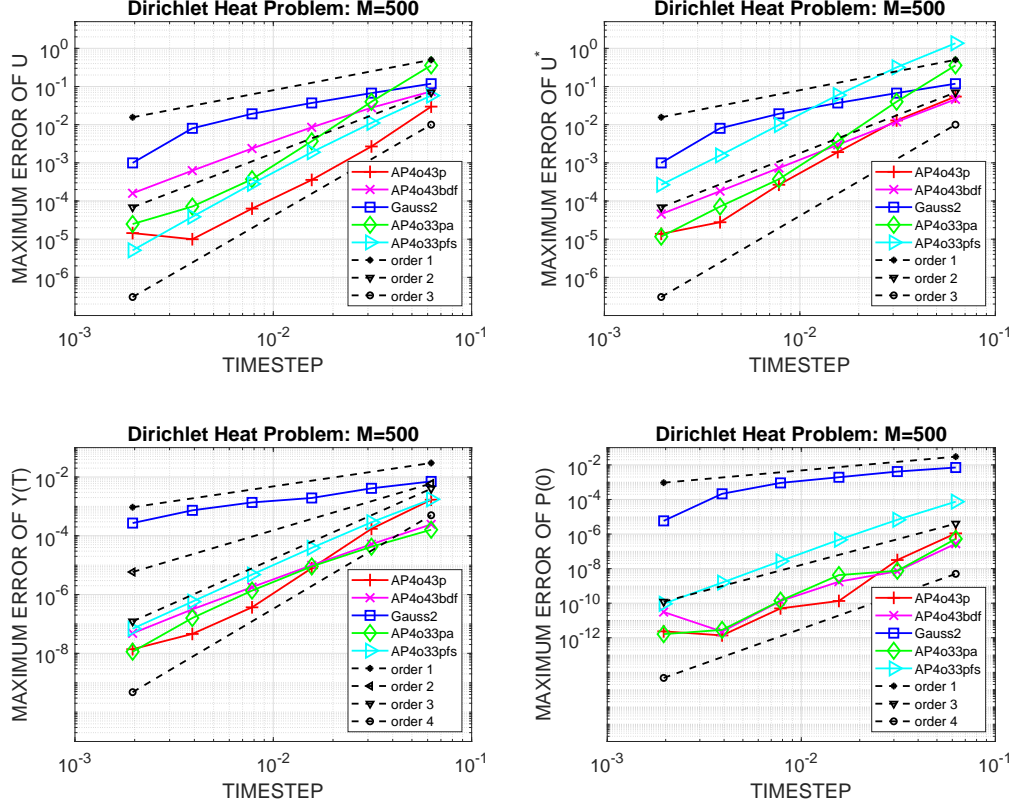 Dirichlet Heat Problem: M=500
MAXIMUM ERROR OF U
10^0
10^-1
10^-2
10^-3
10^-4
10^-5
10^-6
AP4o43p
AP4o43bdf
Gauss2
AP4o33pa
AP4o33pfs
order 1
order 2
order 3
10^-3
10^-2
10^-1
TIMESTEP
Dirichlet Heat Problem: M=500
MAXIMUM ERROR OF U^*
10^0
10^-1
10^-2
10^-3
10^-4
10^-5
10^-6
AP4o43p
AP4o43bdf
Gauss2
AP4o33pa
AP4o33pfs
order 1
order 2
order 3
10^-3
10^-2
10^-1
TIMESTEP
Dirichlet Heat Problem: M=500
MAXIMUM ERROR OF Y(T)
10^-2
10^-4
10^-6
10^-8
AP4o43p
AP4o43bdf
Gauss2
AP4o33pa
AP4o33pfs
order 1
order 2
order 3
order 4
10^-3
10^-2
10^-1
TIMESTEP
Dirichlet Heat Problem: M=500
MAXIMUM ERROR OF P(0)
10^-2
10^-4
10^-6
10^-8
10^-10
10^-12
AP4o43p
AP4o43bdf
Gauss2
AP4o33pa
AP4o33pfs
order 1
order 3
order 4
10^-3
10^-2
10^-1
TIMESTEP